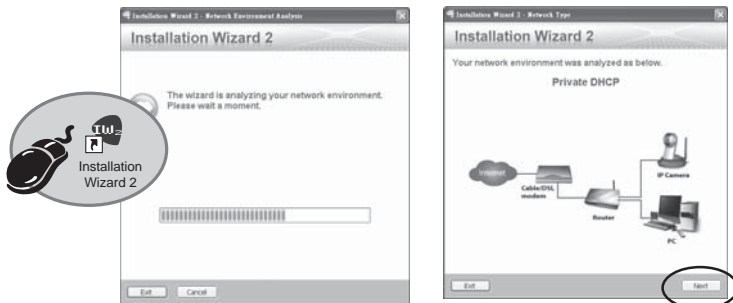 Installation Wizard 2 - Network Environment Analysis
Installation Wizard 2
The wizard is analyzing your network environment.
Please wait a moment.
IW2
Installation
Wizard 2
Exit
Cancel
Installation Wizard 2 - Network Type
Installation Wizard 2
Your network environment was analyzed as below.
Private DHCP
Internet
Cable/DSL
modem
Router
IP Camera
PC
Exit
Next